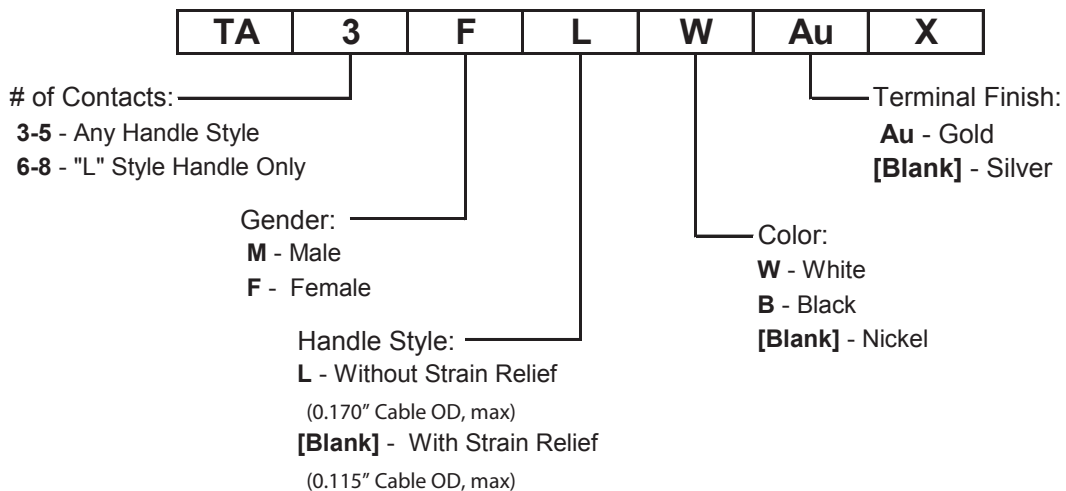 TA 3 F L W Au X
# of Contacts:
3-5 - Any Handle Style
6-8 - "L" Style Handle Only
Terminal Finish:
Au - Gold
[Blank] - Silver
Gender:
M - Male
F - Female
Color:
W - White
B - Black
[Blank] - Nickel
Handle Style:
L - Without Strain Relief
(0.170" Cable OD, max)
[Blank] - With Strain Relief
(0.115" Cable OD, max)